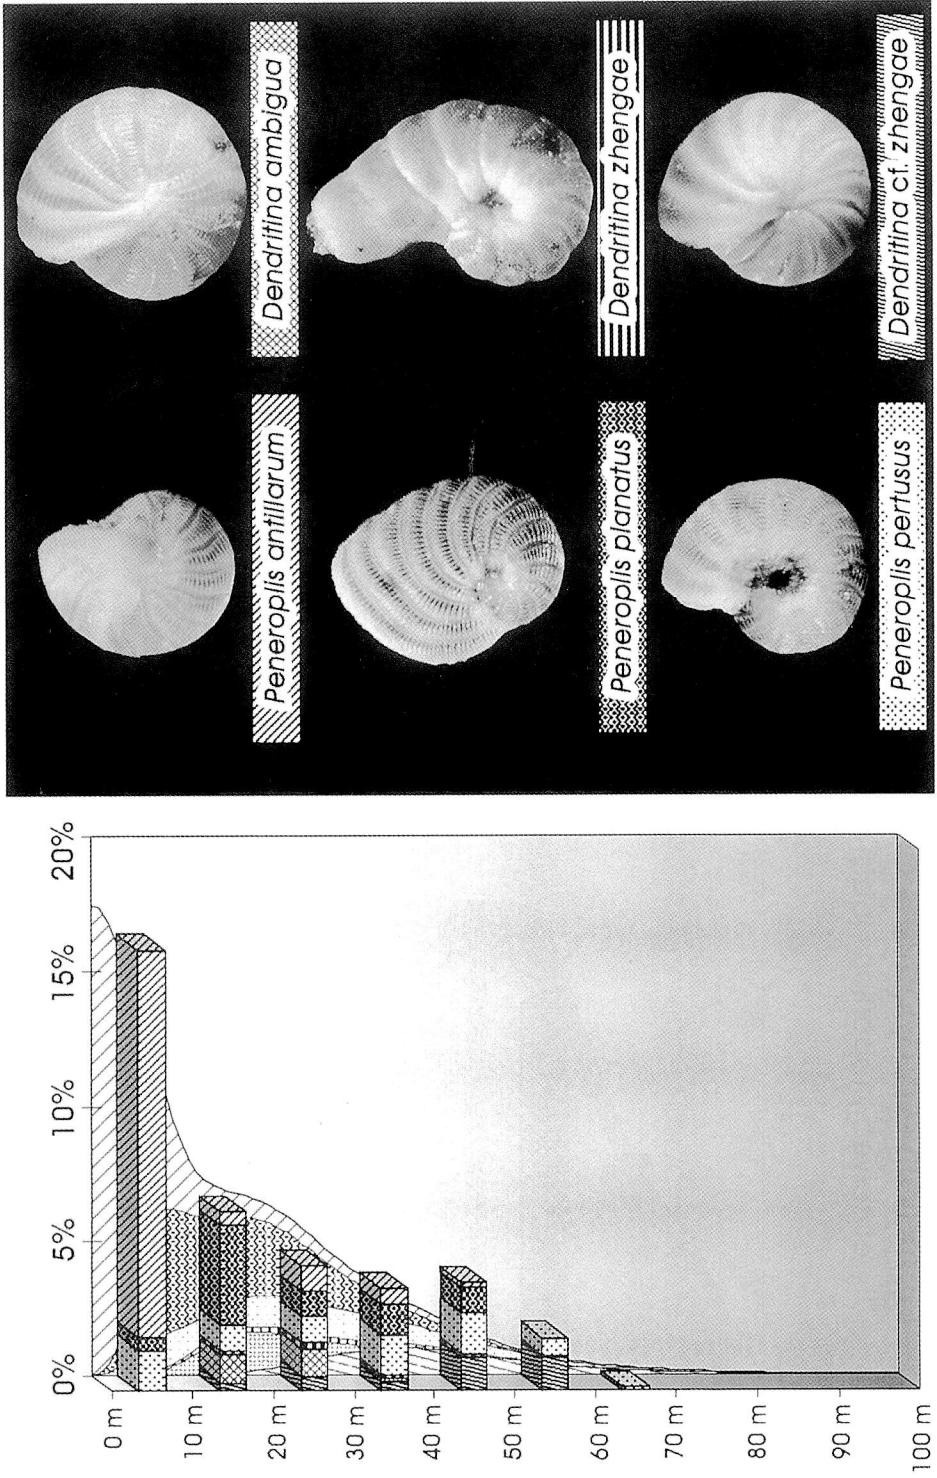 Dendritina ambigua
Dendritina zhengae
Dendritina cf. zhengae
Peneroplis antillarum
Peneroplis planatus
Peneroplis pertusus
20%
15%
10%
5%
0%
0 m
10 m
20 m
30 m
40 m
50 m
60 m
70 m
80 m
90 m
100 m